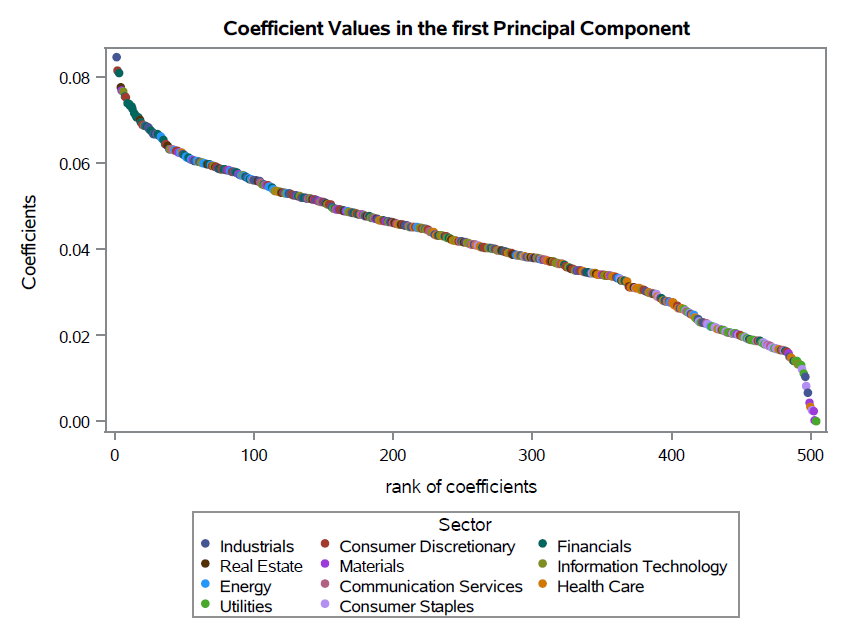 Coefficient Values in the first Principal Component
Coefficients
0.08
0.06
0.04
0.02
0.00
0 100 200 300 400 500
rank of coefficients
Sector
Industrials Consumer Discretionary Financials
Real Estate Materials Information Technology
Energy Communication Services Health Care
Utilities Consumer Staples